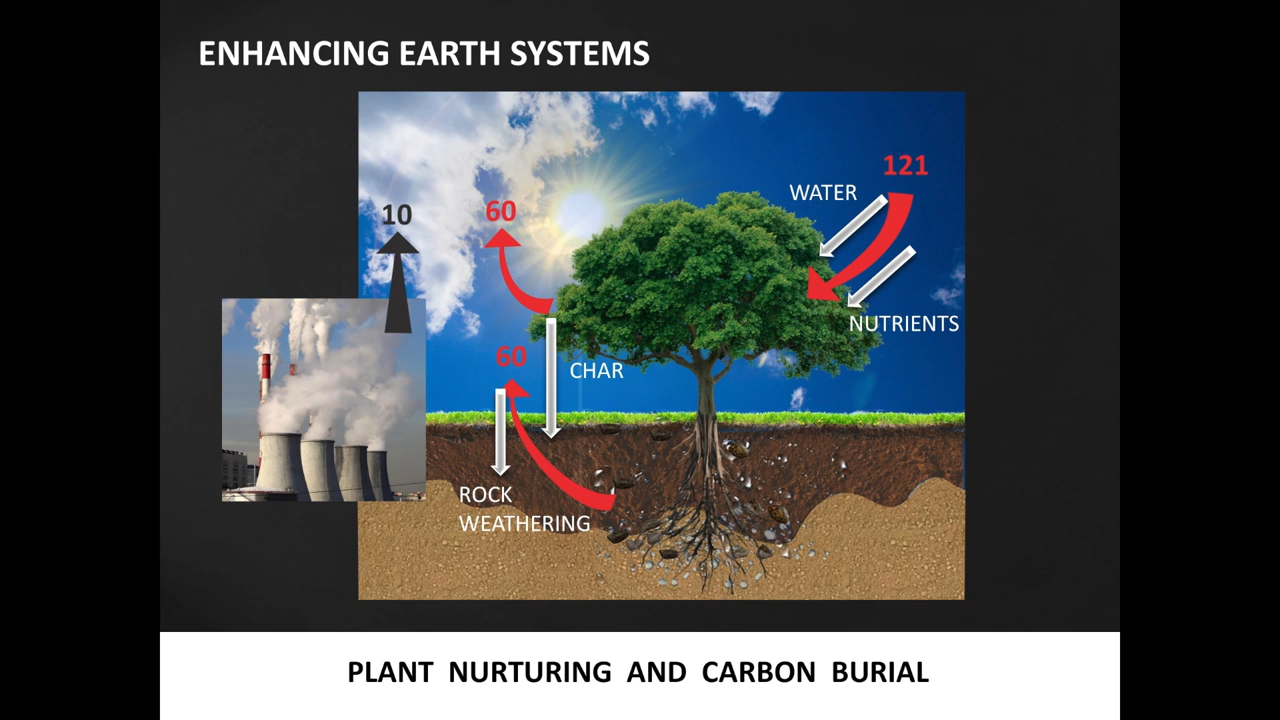 ENHANCING EARTH SYSTEMS
121
WATER
10
60
NUTRIENTS
60
CHAR
ROCK
WEATHERING
PLANT NURTURING AND CARBON BURIAL